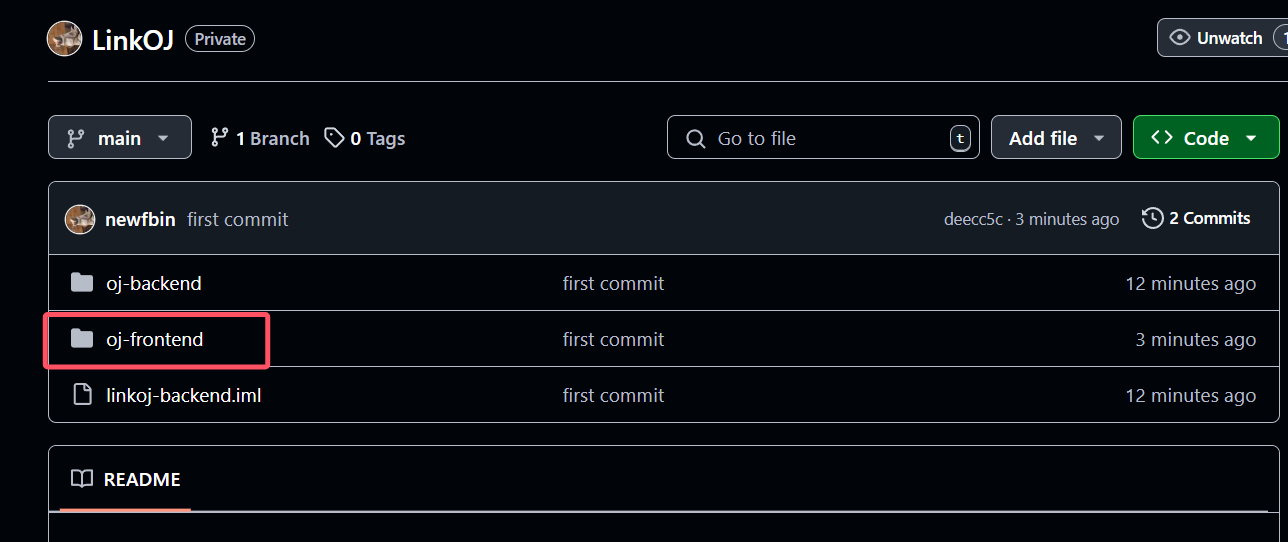 LinkOJ Private
Unwatch 1
main 1 Branch 0 Tags Go to file t Add file Code
newfbin first commit deecc5c · 3 minutes ago 2 Commits
oj-backend first commit 12 minutes ago
oj-frontend first commit 3 minutes ago
linkoj-backend.iml first commit 12 minutes ago
README